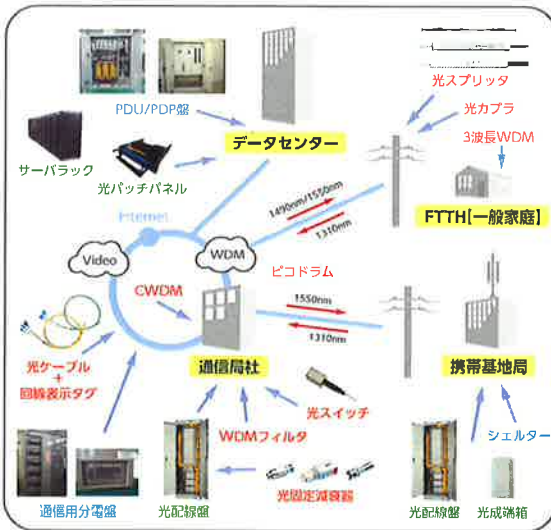 PDU/PDP盤
データセンター
光スプリッタ
光カプラ
3波長WDM
サーバラック
光パッチパネル
FTTH[一般家庭]
Internet
1490nm/1550nm
1310nm
Video
WDM
ピコドラム
CWDM
1550nm
1310nm
光ケーブル
+
回線表示タグ
通信局社
携帯基地局
光スイッチ
WDMフィルタ
シェルター
光固定減衰器
通信用分電盤
光配線盤
光配線盤
光成端箱